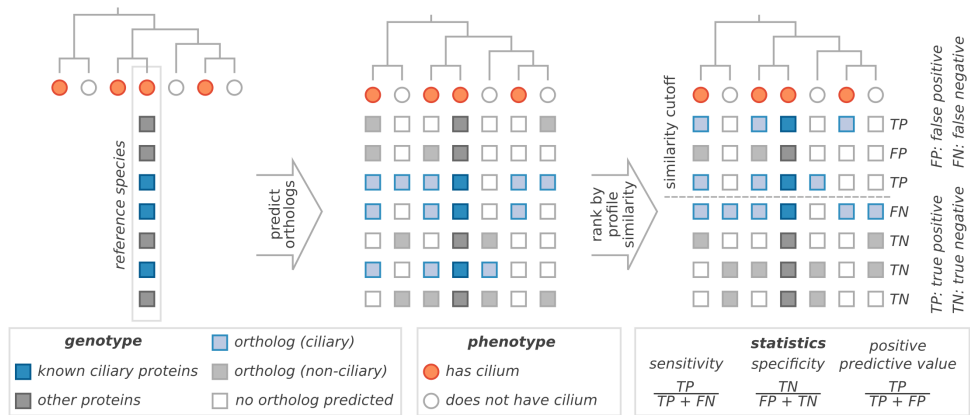 reference species
predict
orthologs
rank by
profile
similarity
similarity cutoff
TP
FP
TP
FN
TN
TN
TN
FP: false positive
FN: false negative
TP: true positive
TN: true negative
genotype
known ciliary proteins
other proteins
ortholog (ciliary)
ortholog (non-ciliary)
no ortholog predicted
phenotype
has cilium
does not have cilium
statistics
sensitivity
TP
TP + FN
specificity
TN
FP + TN
positive
predictive value
TP
TP + FP